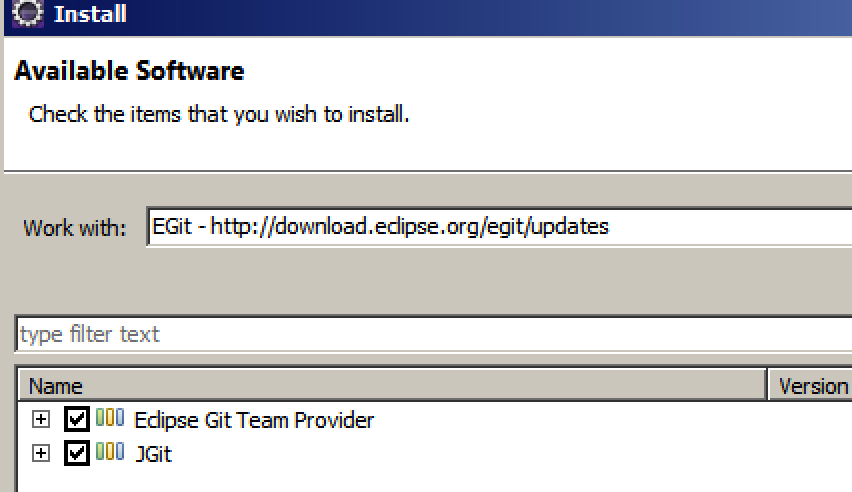 Install
Available Software
Check the items that you wish to install.
Work with: EGit - http://download.eclipse.org/egit/updates
type filter text
Name Version
Eclipse Git Team Provider
JGit